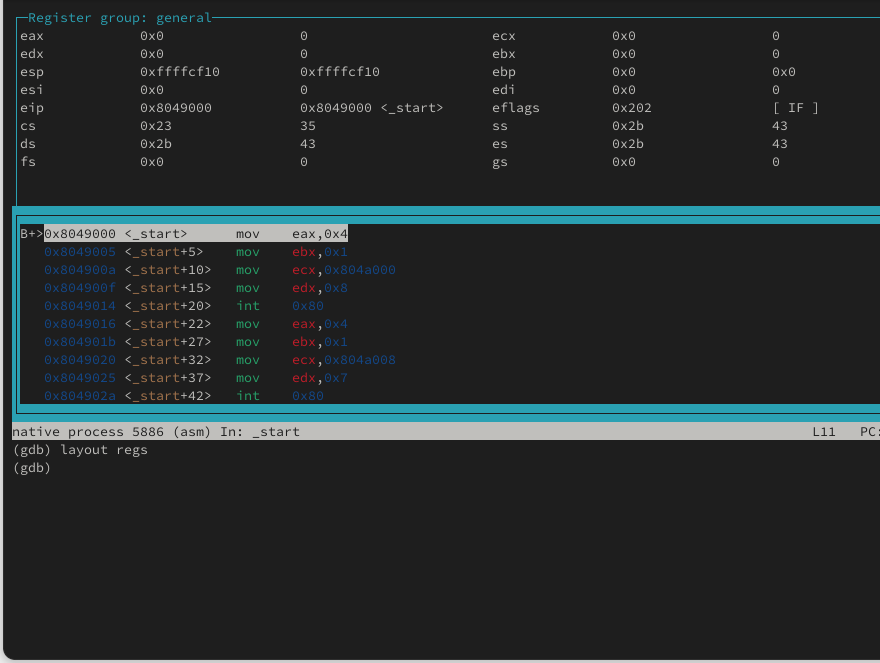 Register group: general
eax 0x0 0 ecx 0x0 0
edx 0x0 0 ebx 0x0 0
esp 0xffffcf10 0xffffcf10 ebp 0x0 0x0
esi 0x0 0 edi 0x0 0
eip 0x8049000 0x8049000 <_start> eflags 0x202 [ IF ]
cs 0x23 35 ss 0x2b 43
ds 0x2b 43 es 0x2b 43
fs 0x0 0 gs 0x0 0
B+>0x8049000 <_start> mov eax,0x4
0x8049005 <_start+5> mov ebx,0x1
0x804900a <_start+10> mov ecx,0x804a000
0x804900f <_start+15> mov edx,0x8
0x8049014 <_start+20> int 0x80
0x8049016 <_start+22> mov eax,0x4
0x804901b <_start+27> mov ebx,0x1
0x8049020 <_start+32> mov ecx,0x804a008
0x8049025 <_start+37> mov edx,0x7
0x804902a <_start+42> int 0x80
native process 5886 (asm) In: _start L11 PC:
(gdb) layout regs
(gdb)